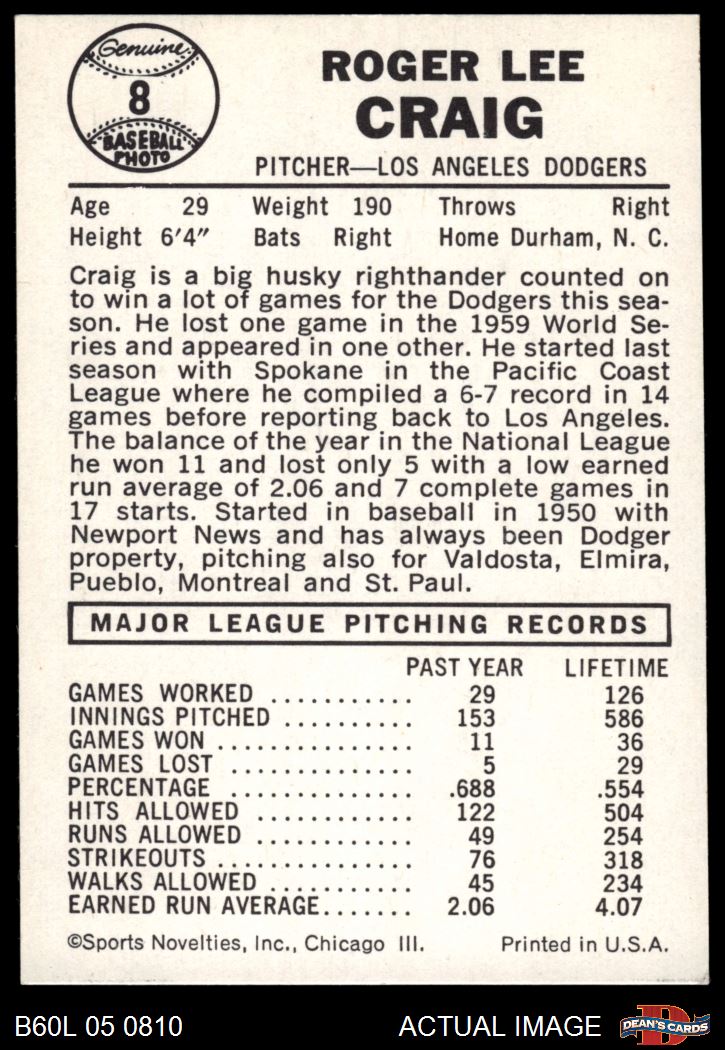 Genuine
8
BASEBALL
PHOTO
ROGER LEE
CRAIG
PITCHER—LOS ANGELES DODGERS
Age 29 Weight 190 Throws Right
Height 6'4" Bats Right Home Durham, N. C.
Craig is a big husky righthander counted on
to win a lot of games for the Dodgers this sea-
son. He lost one game in the 1959 World Se-
ries and appeared in one other. He started last
season with Spokane in the Pacific Coast
League where he compiled a 6-7 record in 14
games before reporting back to Los Angeles.
The balance of the year in the National League
he won 11 and lost only 5 with a low earned
run average of 2.06 and 7 complete games in
17 starts. Started in baseball in 1950 with
Newport News and has always been Dodger
property, pitching also for Valdosta, Elmira,
Pueblo, Montreal and St. Paul.
MAJOR LEAGUE PITCHING RECORDS
PAST YEAR LIFETIME
GAMES WORKED ............ 29 126
INNINGS PITCHED .......... 153 586
GAMES WON ............... 11 36
GAMES LOST .............. 5 29
PERCENTAGE .............. .688 .554
HITS ALLOWED ............ 122 504
RUNS ALLOWED ............ 49 254
STRIKEOUTS ............... 76 318
WALKS ALLOWED ........... 45 234
EARNED RUN AVERAGE....... 2.06 4.07
©Sports Novelties, Inc., Chicago Ill. Printed in U.S.A.
B60L 05 0810 ACTUAL IMAGE D DEAN'S CARDS